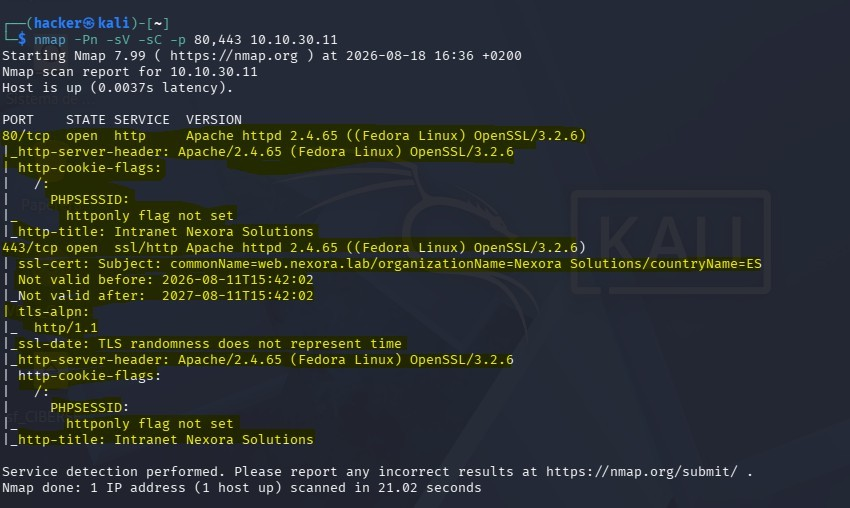 ┌──(hacker㉿kali)-[~]
└─$ nmap -Pn -sV -sC -p 80,443 10.10.30.11
Starting Nmap 7.99 ( https://nmap.org ) at 2026-08-18 16:36 +0200
Nmap scan report for 10.10.30.11
Host is up (0.0037s latency).

PORT    STATE SERVICE  VERSION
80/tcp  open  http     Apache httpd 2.4.65 ((Fedora Linux) OpenSSL/3.2.6)
|_http-server-header: Apache/2.4.65 (Fedora Linux) OpenSSL/3.2.6
| http-cookie-flags:
|   /:
|     PHPSESSID:
|_      httponly flag not set
|_http-title: Intranet Nexora Solutions
443/tcp open  ssl/http Apache httpd 2.4.65 ((Fedora Linux) OpenSSL/3.2.6)
| ssl-cert: Subject: commonName=web.nexora.lab/organizationName=Nexora Solutions/countryName=ES
| Not valid before: 2026-08-11T15:42:02
|_Not valid after:  2027-08-11T15:42:02
| tls-alpn:
|_  http/1.1
|_ssl-date: TLS randomness does not represent time
|_http-server-header: Apache/2.4.65 (Fedora Linux) OpenSSL/3.2.6
| http-cookie-flags:
|   /:
|     PHPSESSID:
|_      httponly flag not set
|_http-title: Intranet Nexora Solutions

Service detection performed. Please report any incorrect results at https://nmap.org/submit/ .
Nmap done: 1 IP address (1 host up) scanned in 21.02 seconds
KALI